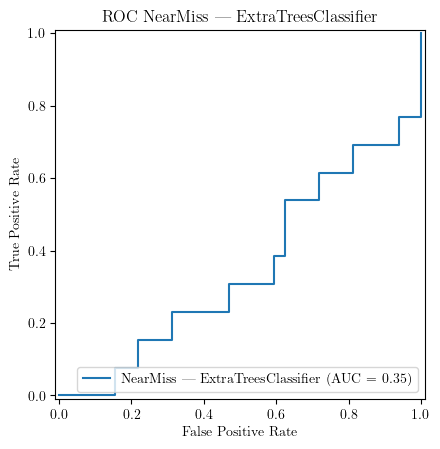 ROC NearMiss — ExtraTreesClassifier
True Positive Rate
1.0
0.8
0.6
0.4
0.2
0.0
NearMiss — ExtraTreesClassifier (AUC = 0.35)
0.0 0.2 0.4 0.6 0.8 1.0
False Positive Rate